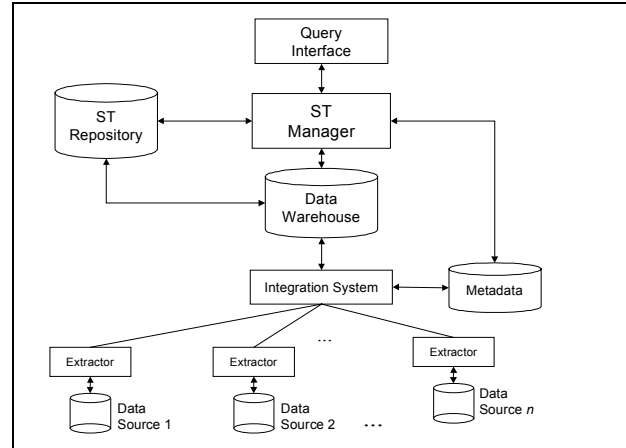 Query
Interface
ST
Repository
ST
Manager
Data
Warehouse
Integration System
Metadata
...
Extractor
Extractor
Extractor
Data
Source 1
Data
Source 2
...
Data
Source n